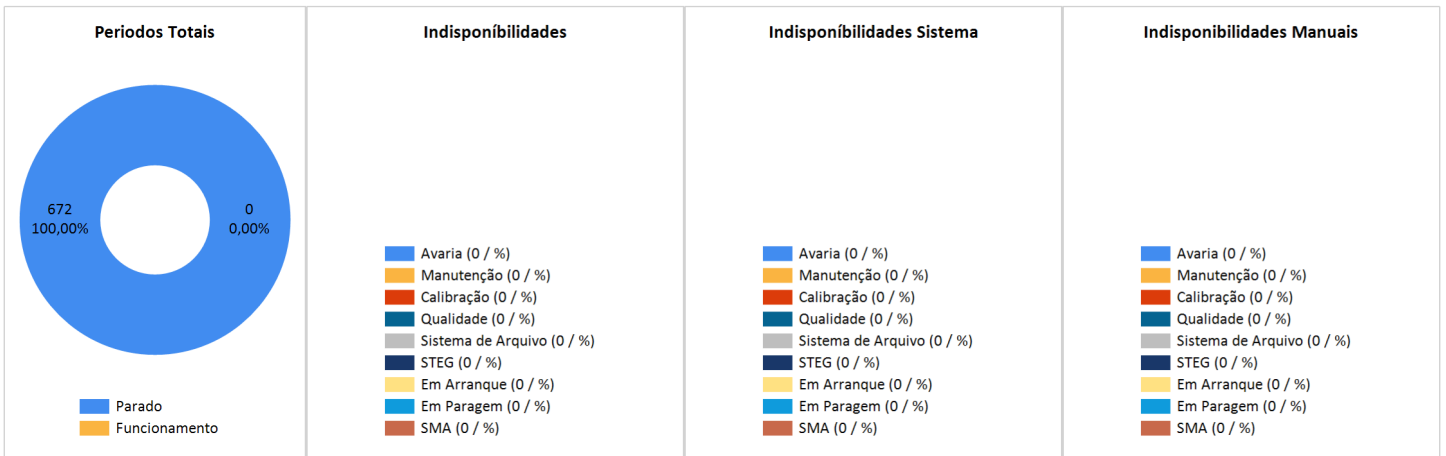 Periodos Totais
672
100,00%
0
0,00%
Parado
Funcionamento
Indisponíbilidades
Avaria (0 / %)
Manutenção (0 / %)
Calibração (0 / %)
Qualidade (0 / %)
Sistema de Arquivo (0 / %)
STEG (0 / %)
Em Arranque (0 / %)
Em Paragem (0 / %)
SMA (0 / %)
Indisponíbilidades Sistema
Avaria (0 / %)
Manutenção (0 / %)
Calibração (0 / %)
Qualidade (0 / %)
Sistema de Arquivo (0 / %)
STEG (0 / %)
Em Arranque (0 / %)
Em Paragem (0 / %)
SMA (0 / %)
Indisponibilidades Manuais
Avaria (0 / %)
Manutenção (0 / %)
Calibração (0 / %)
Qualidade (0 / %)
Sistema de Arquivo (0 / %)
STEG (0 / %)
Em Arranque (0 / %)
Em Paragem (0 / %)
SMA (0 / %)